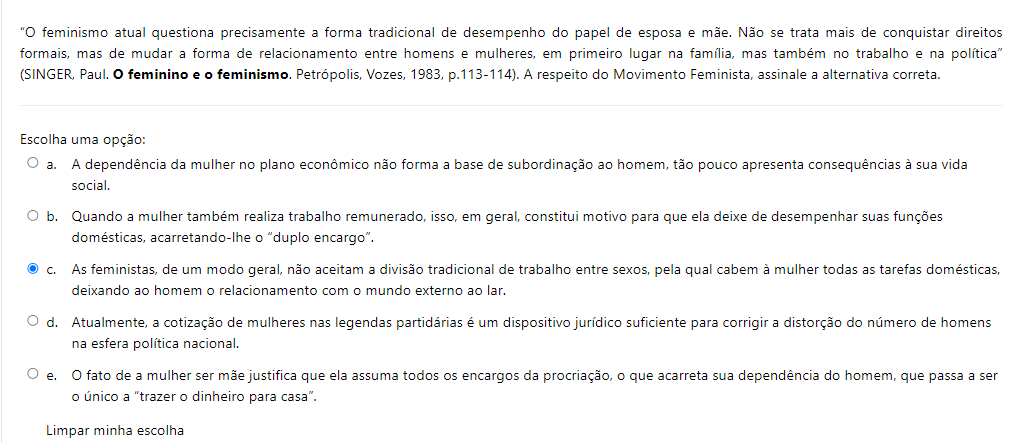 "O feminismo atual questiona precisamente a forma tradicional de desempenho do papel de esposa e mãe. Não se trata mais de conquistar direitos
formais, mas de mudar a forma de relacionamento entre homens e mulheres, em primeiro lugar na família, mas também no trabalho e na política"
(SINGER, Paul. O feminino e o feminismo. Petrópolis, Vozes, 1983, p.113-114). A respeito do Movimento Feminista, assinale a alternativa correta.
Escolha uma opção:
a. A dependência da mulher no plano econômico não forma a base de subordinação ao homem, tão pouco apresenta consequências à sua vida
social.
b. Quando a mulher também realiza trabalho remunerado, isso, em geral, constitui motivo para que ela deixe de desempenhar suas funções
domésticas, acarretando-lhe o "duplo encargo".
c. As feministas, de um modo geral, não aceitam a divisão tradicional de trabalho entre sexos, pela qual cabem à mulher todas as tarefas domésticas,
deixando ao homem o relacionamento com o mundo externo ao lar.
d. Atualmente, a cotização de mulheres nas legendas partidárias é um dispositivo jurídico suficiente para corrigir a distorção do número de homens
na esfera política nacional.
e. O fato de a mulher ser mãe justifica que ela assuma todos os encargos da procriação, o que acarreta sua dependência do homem, que passa a ser
o único a "trazer o dinheiro para casa".
Limpar minha escolha